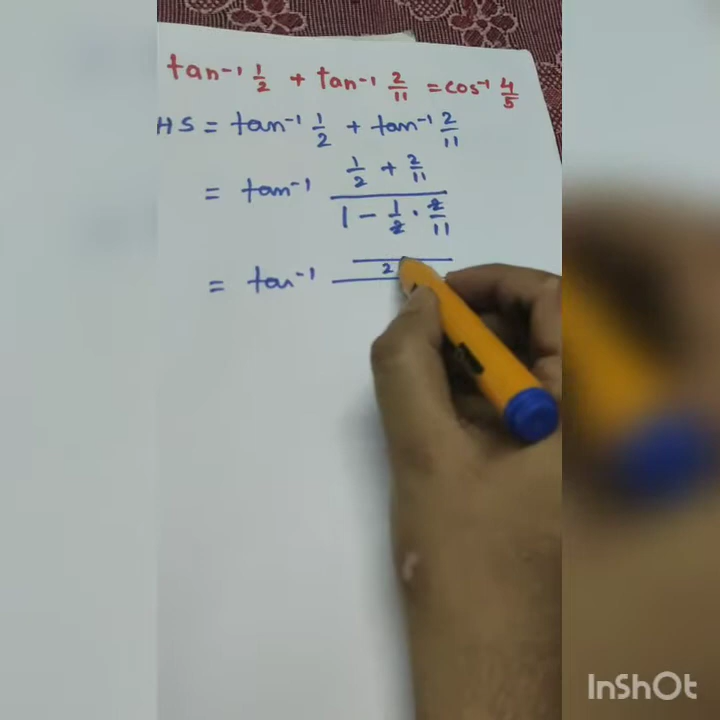 tan⁻¹ 1/2 + tan⁻¹ 2/11 = cos⁻¹ 4/5
HS = tan⁻¹ 1/2 + tan⁻¹ 2/11
= tan⁻¹ (1/2 + 2/11)/(1 - 1/2 · 2/11)
= tan⁻¹ 2
InShOt